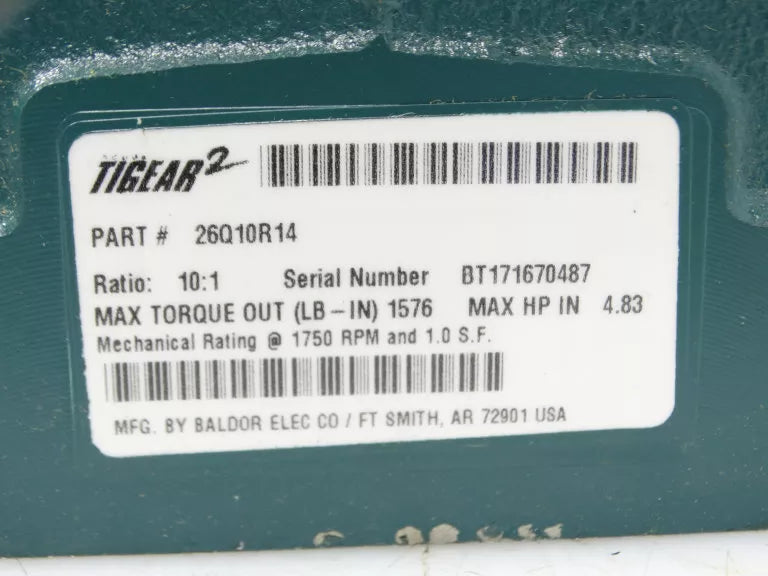 TIGEAR 2
PART # 26Q10R14
Ratio: 10:1 Serial Number BT171670487
MAX TORQUE OUT (LB-IN) 1576 MAX HP IN 4.83
Mechanical Rating @ 1750 RPM and 1.0 S.F.
MFG. BY BALDOR ELEC CO / FT SMITH, AR 72901 USA